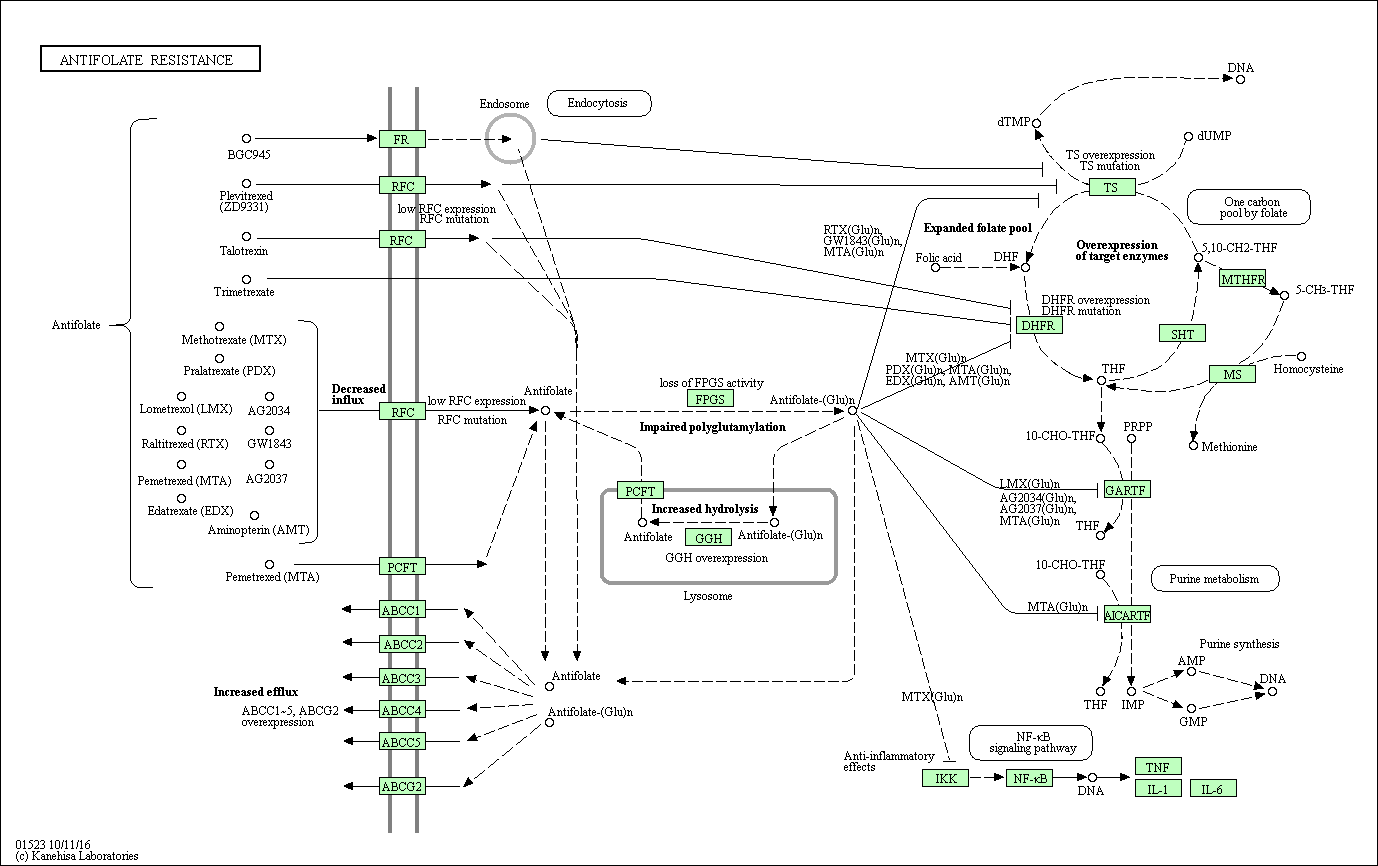 ANTIFOLATE RESISTANCE
DNA
Endosome
Endocytosis
dTMP
dUMP
FR
BGC945
TS overexpression
TS mutation
RFC
TS
Plevitrexed
(ZD9331)
low RFC expression
RFC mutation
One carbon
pool by folate
RTX(Glu)n,
GW1843(Glu)n,
MTA(Glu)n
Expanded folate pool
RFC
Talotrexin
Overexpression
of target enzymes
5,10-CH2-THF
Folic acid
DHF
MTHFR
Trimetrexate
5-CH3-THF
DHFR overexpression
DHFR mutation
Antifolate
DHFR
SHT
Methotrexate (MTX)
MTX(Glu)n
PDX(Glu)n, MTA(Glu)n,
EDX(Glu)n, AMT(Glu)n
Pralatrexate (PDX)
THF
MS
Homocysteine
Decreased
influx
Antifolate
loss of FPGS activity
FPGS
Antifolate-(Glu)n
Lometrexol (LMX)
AG2034
RFC
low RFC expression
RFC mutation
Impaired polyglutamylation
Raltitrexed (RTX)
GW1843
10-CHO-THF
PRPP
Methionine
Pemetrexed (MTA)
AG2037
PCFT
LMX(Glu)n
AG2034(Glu)n,
AG2037(Glu)n,
MTA(Glu)n
GARTF
Edatrexate (EDX)
Increased hydrolysis
Aminopterin (AMT)
Antifolate
GGH
Antifolate-(Glu)n
THF
GGH overexpression
PCFT
Pemetrexed (MTA)
10-CHO-THF
Purine metabolism
Lysosome
ABCC1
MTA(Glu)n
AICARTF
ABCC2
Purine synthesis
AMP
ABCC3
Antifolate
DNA
Increased efflux
ABCC1~5, ABCG2
overexpression
ABCC4
Antifolate-(Glu)n
MTX(Glu)n
THF
IMP
GMP
ABCC5
NF-κB
signaling pathway
Anti-inflammatory
effects
TNF
IKK
NF-κB
DNA
IL-1
IL-6
ABCG2
01523 10/11/16
(c) Kanehisa Laboratories